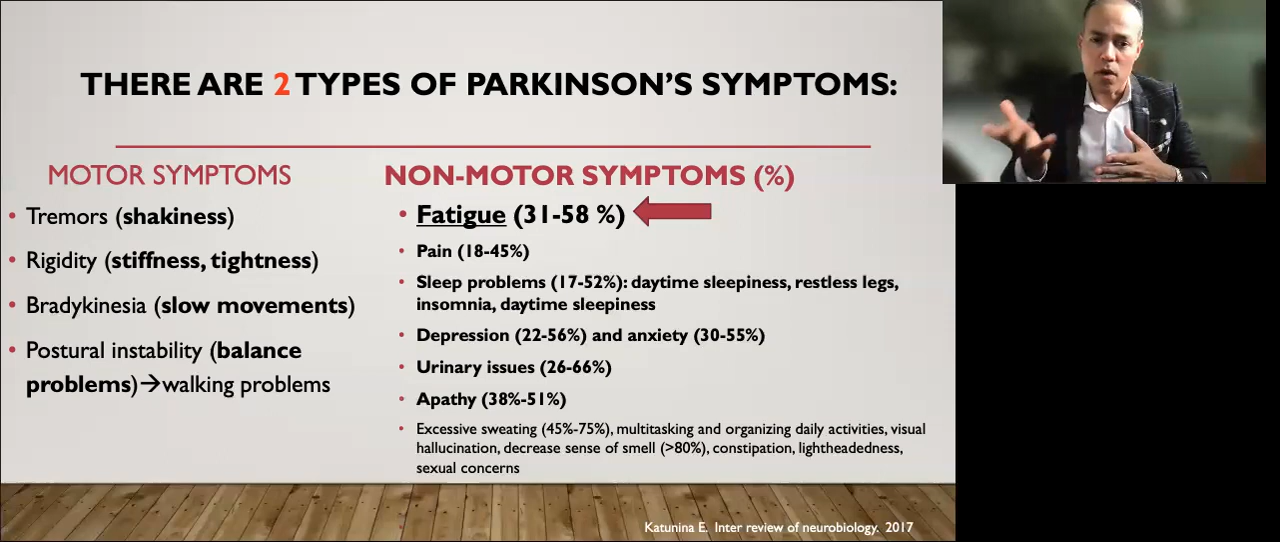 THERE ARE 2 TYPES OF PARKINSON'S SYMPTOMS:
MOTOR SYMPTOMS
• Tremors (shakiness)
• Rigidity (stiffness, tightness)
• Bradykinesia (slow movements)
• Postural instability (balance
problems)→walking problems
NON-MOTOR SYMPTOMS (%)
• Fatigue (31-58 %)
• Pain (18-45%)
• Sleep problems (17-52%): daytime sleepiness, restless legs,
insomnia, daytime sleepiness
• Depression (22-56%) and anxiety (30-55%)
• Urinary issues (26-66%)
• Apathy (38%-51%)
• Excessive sweating (45%-75%), multitasking and organizing daily activities, visual
hallucination, decrease sense of smell (>80%), constipation, lightheadedness,
sexual concerns
Katunina E. Inter review of neurobiology. 2017